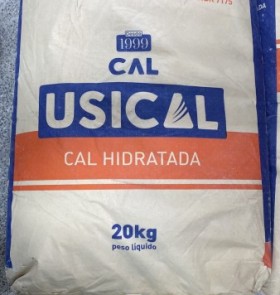 1999
CAL
USICAL
CAL HIDRATADA
20kg
peso líquido